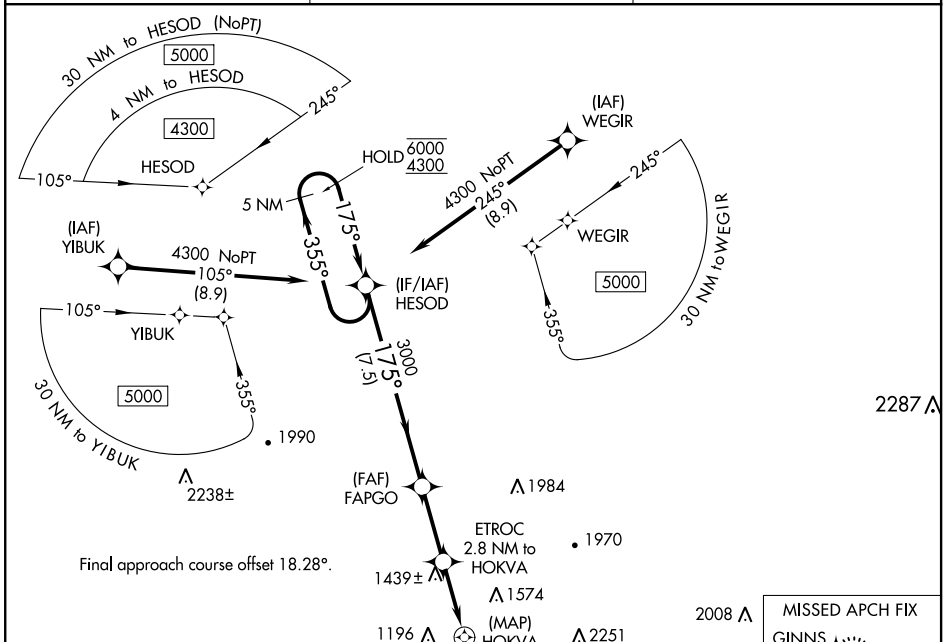 30 NM to HESOD (NoPT)
5000
4 NM to HESOD
4300
245°
HESOD
105°
HOLD 6000
4300
5 NM
175°
355°
(IAF)
WEGIR
4300 NoPT
245°
(8.9)
245°
WEGIR
5000
355°
30 NM to WEGIR
(IAF)
YIBUK
4300 NoPT
105°
(8.9)
(IF/IAF)
HESOD
105°
YIBUK
355°
5000
30 NM to YIBUK
3000
175°
(7.5)
2287
1990
2238±
(FAF)
FAPGO
1984
ETROC
2.8 NM to
HOKVA
1970
Final approach course offset 18.28°.
1439±
1574
1196
(MAP)
HOKVA
2251
2008
MISSED APCH FIX
GINNS